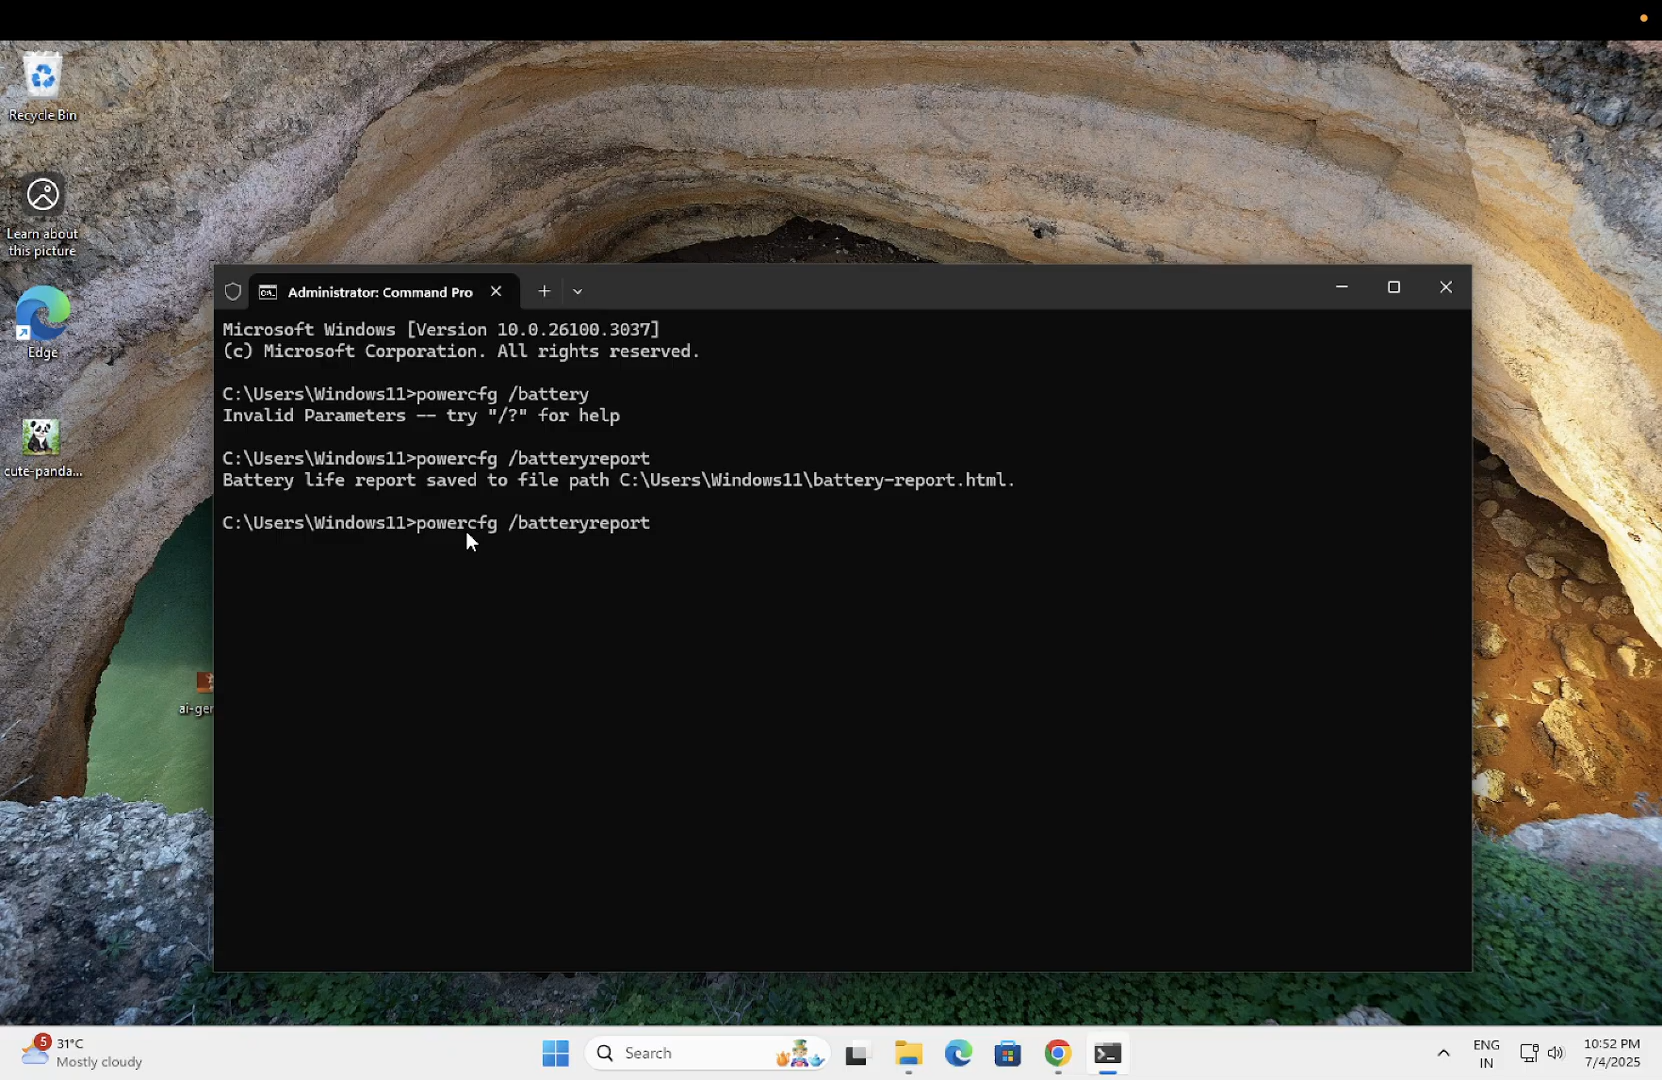 Recycle Bin
Learn about
this picture
Edge
cute-panda...
ai-ger
Administrator: Command Pro
Microsoft Windows [Version 10.0.26100.3037]
(c) Microsoft Corporation. All rights reserved.
C:\Users\Windows11>powercfg /battery
Invalid Parameters -- try "/?" for help
C:\Users\Windows11>powercfg /batteryreport
Battery life report saved to file path C:\Users\Windows11\battery-report.html.
C:\Users\Windows11>powercfg /batteryreport
5
31°C
Mostly cloudy
Search
ENG
IN
10:52 PM
7/4/2025